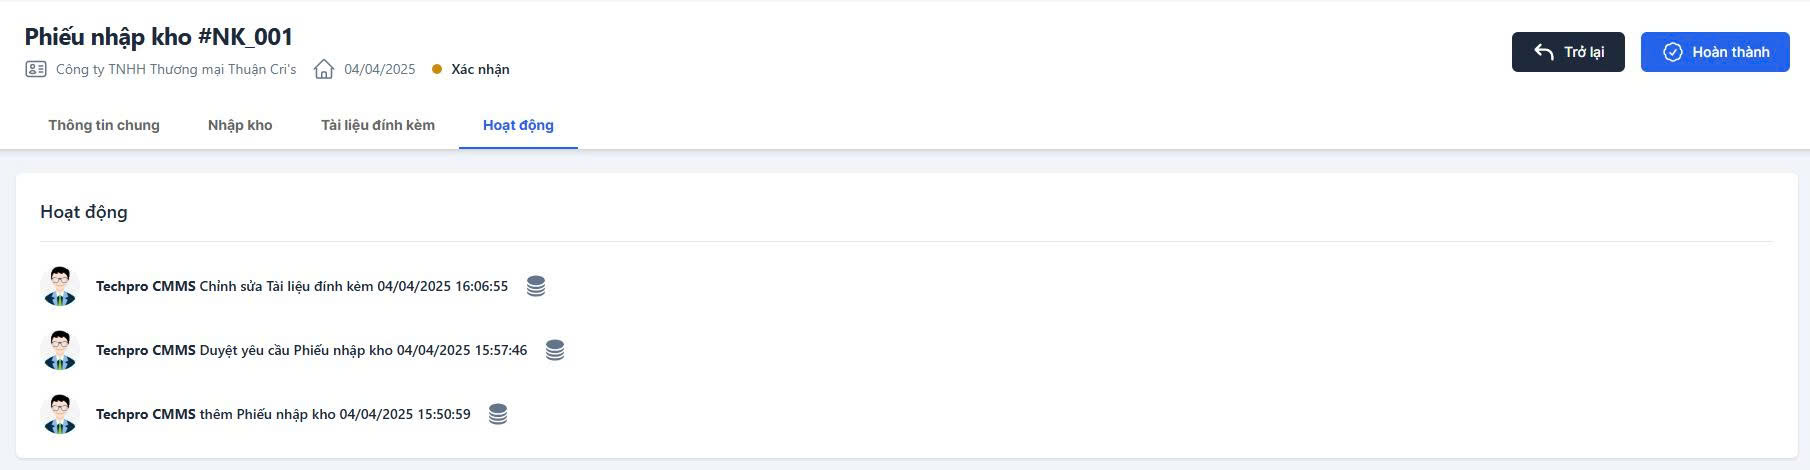 Phiếu nhập kho #NK_001
Công ty TNHH Thương mại Thuận Cri's 04/04/2025 Xác nhận
Trở lại Hoàn thành
Thông tin chung Nhập kho Tài liệu đính kèm Hoạt động
Hoạt động
Techpro CMMS Chỉnh sửa Tài liệu đính kèm 04/04/2025 16:06:55
Techpro CMMS Duyệt yêu cầu Phiếu nhập kho 04/04/2025 15:57:46
Techpro CMMS thêm Phiếu nhập kho 04/04/2025 15:50:59